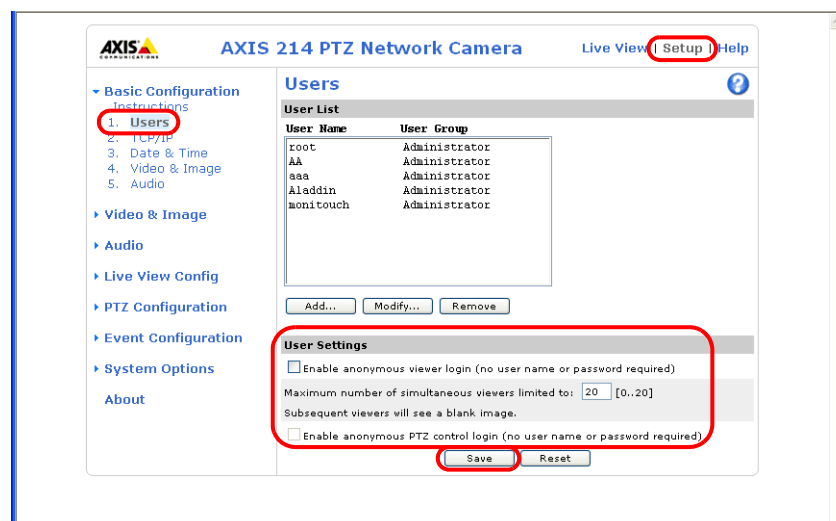 AXIS COMMUNICATIONS
AXIS 214 PTZ Network Camera
Live View | Setup | Help
Basic Configuration
Instructions
1. Users
2. TCP/IP
3. Date & Time
4. Video & Image
5. Audio
Video & Image
Audio
Live View Config
PTZ Configuration
Event Configuration
System Options
About
Users
?
User List
User Name User Group
root Administrator
AA Administrator
aaa Administrator
Aladdin Administrator
monitouch Administrator
Add... Modify... Remove
User Settings
Enable anonymous viewer login (no user name or password required)
Maximum number of simultaneous viewers limited to: 20 [0..20]
Subsequent viewers will see a blank image.
Enable anonymous PTZ control login (no user name or password required)
Save Reset